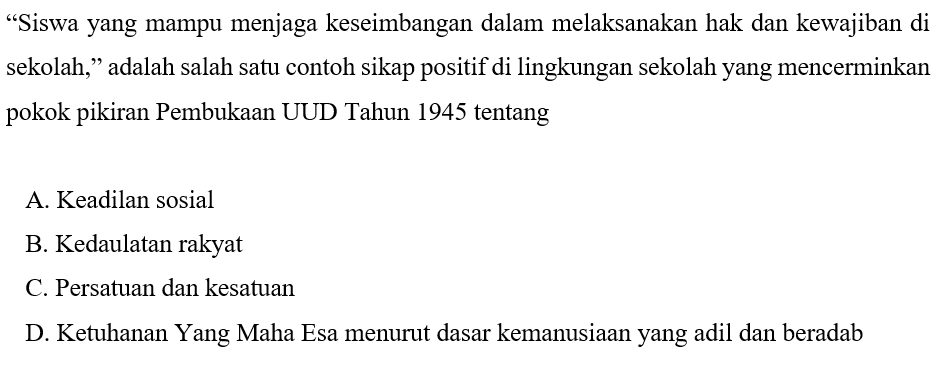 “Siswa yang mampu menjaga keseimbangan dalam melaksanakan hak dan kewajiban di
sekolah,” adalah salah satu contoh sikap positif di lingkungan sekolah yang mencerminkan
pokok pikiran Pembukaan UUD Tahun 1945 tentang
A. Keadilan sosial
B. Kedaulatan rakyat
C. Persatuan dan kesatuan
D. Ketuhanan Yang Maha Esa menurut dasar kemanusiaan yang adil dan beradab